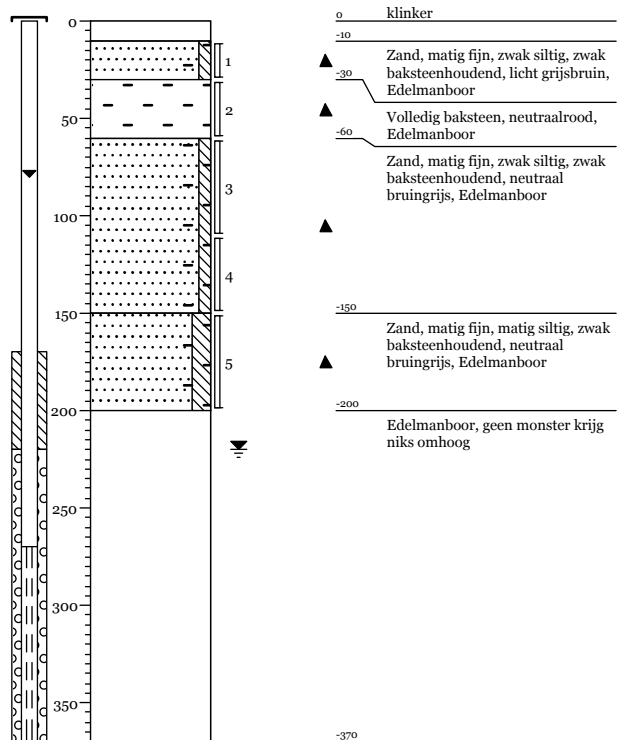 0
50
100
150
200
250
300
350
1
2
3
4
5
0
klinker
-10
Zand, matig fijn, zwak siltig, zwak
baksteenhoudend, licht grijsbruin,
Edelmanboor
-30
Volledig baksteen, neutraalrood,
Edelmanboor
-60
Zand, matig fijn, zwak siltig, zwak
baksteenhoudend, neutraal
bruingrijs, Edelmanboor
-150
Zand, matig fijn, matig siltig, zwak
baksteenhoudend, neutraal
bruingrijs, Edelmanboor
-200
Edelmanboor, geen monster krijg
niks omhoog
-370